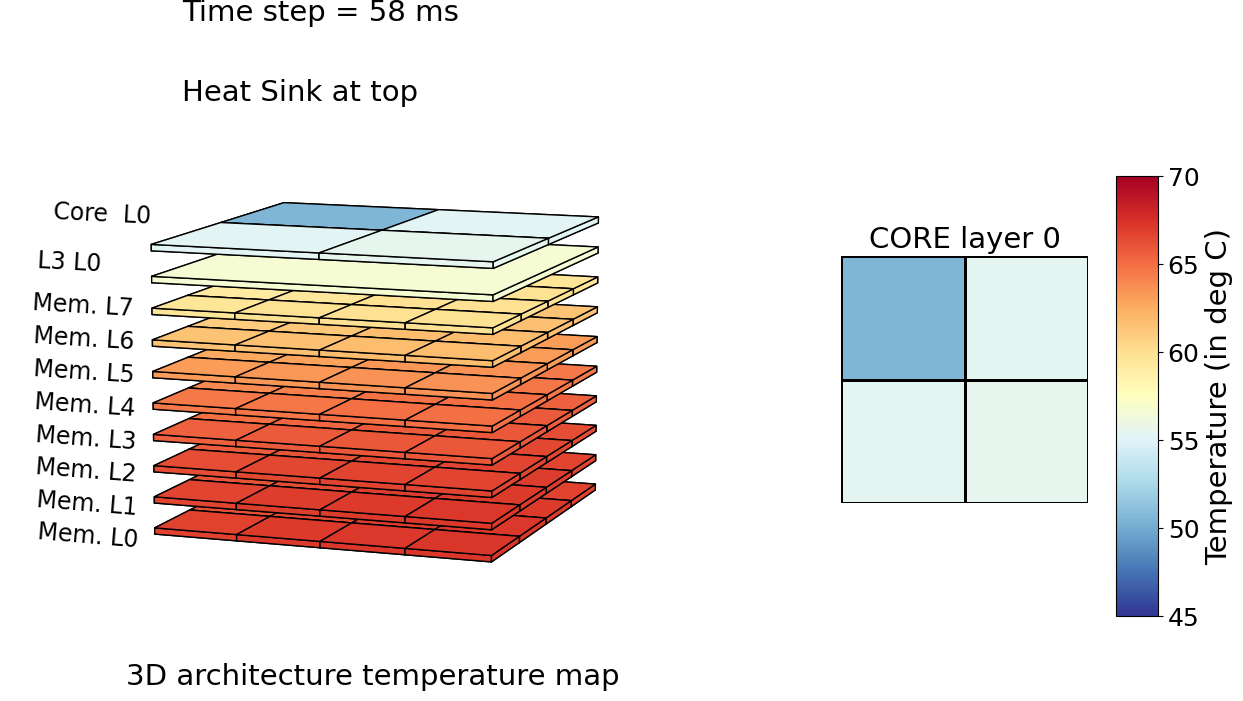 Time step = 58 ms
Heat Sink at top
Core L0
L3 L0
Mem. L7
Mem. L6
Mem. L5
Mem. L4
Mem. L3
Mem. L2
Mem. L1
Mem. L0
3D architecture temperature map
CORE layer 0
70
65
60
55
50
45
Temperature (in deg C)